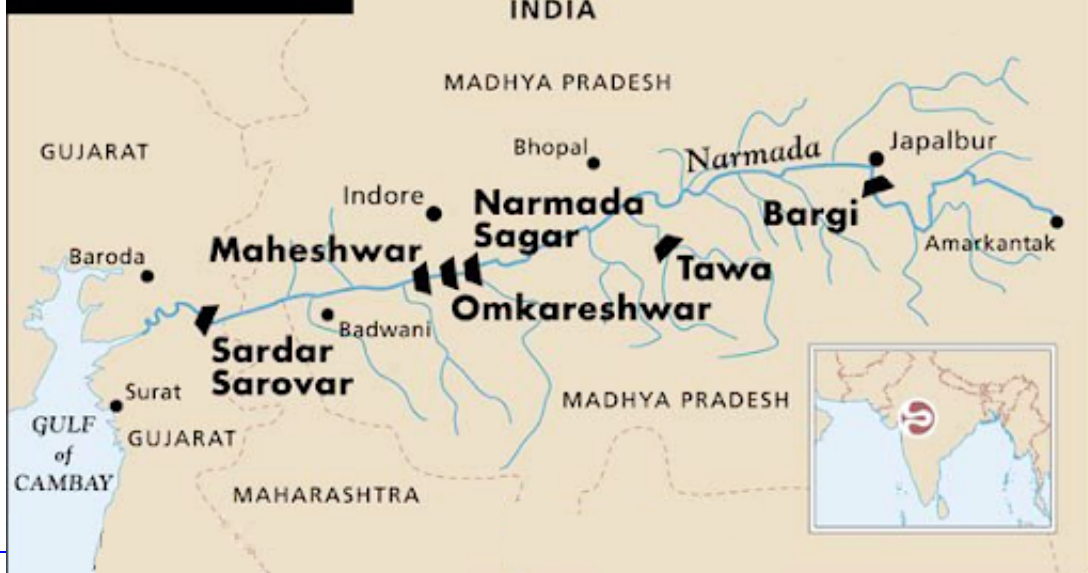 INDIA
MADHYA PRADESH
GUJARAT
Bhopal
Narmada
Japalbur
Indore
Narmada
Sagar
Bargi
Maheshwar
Amarkantak
Baroda
Tawa
Omkareshwar
Badwani
Sardar
Sarovar
Surat
MADHYA PRADESH
GULF
of
CAMBAY
GUJARAT
MAHARASHTRA